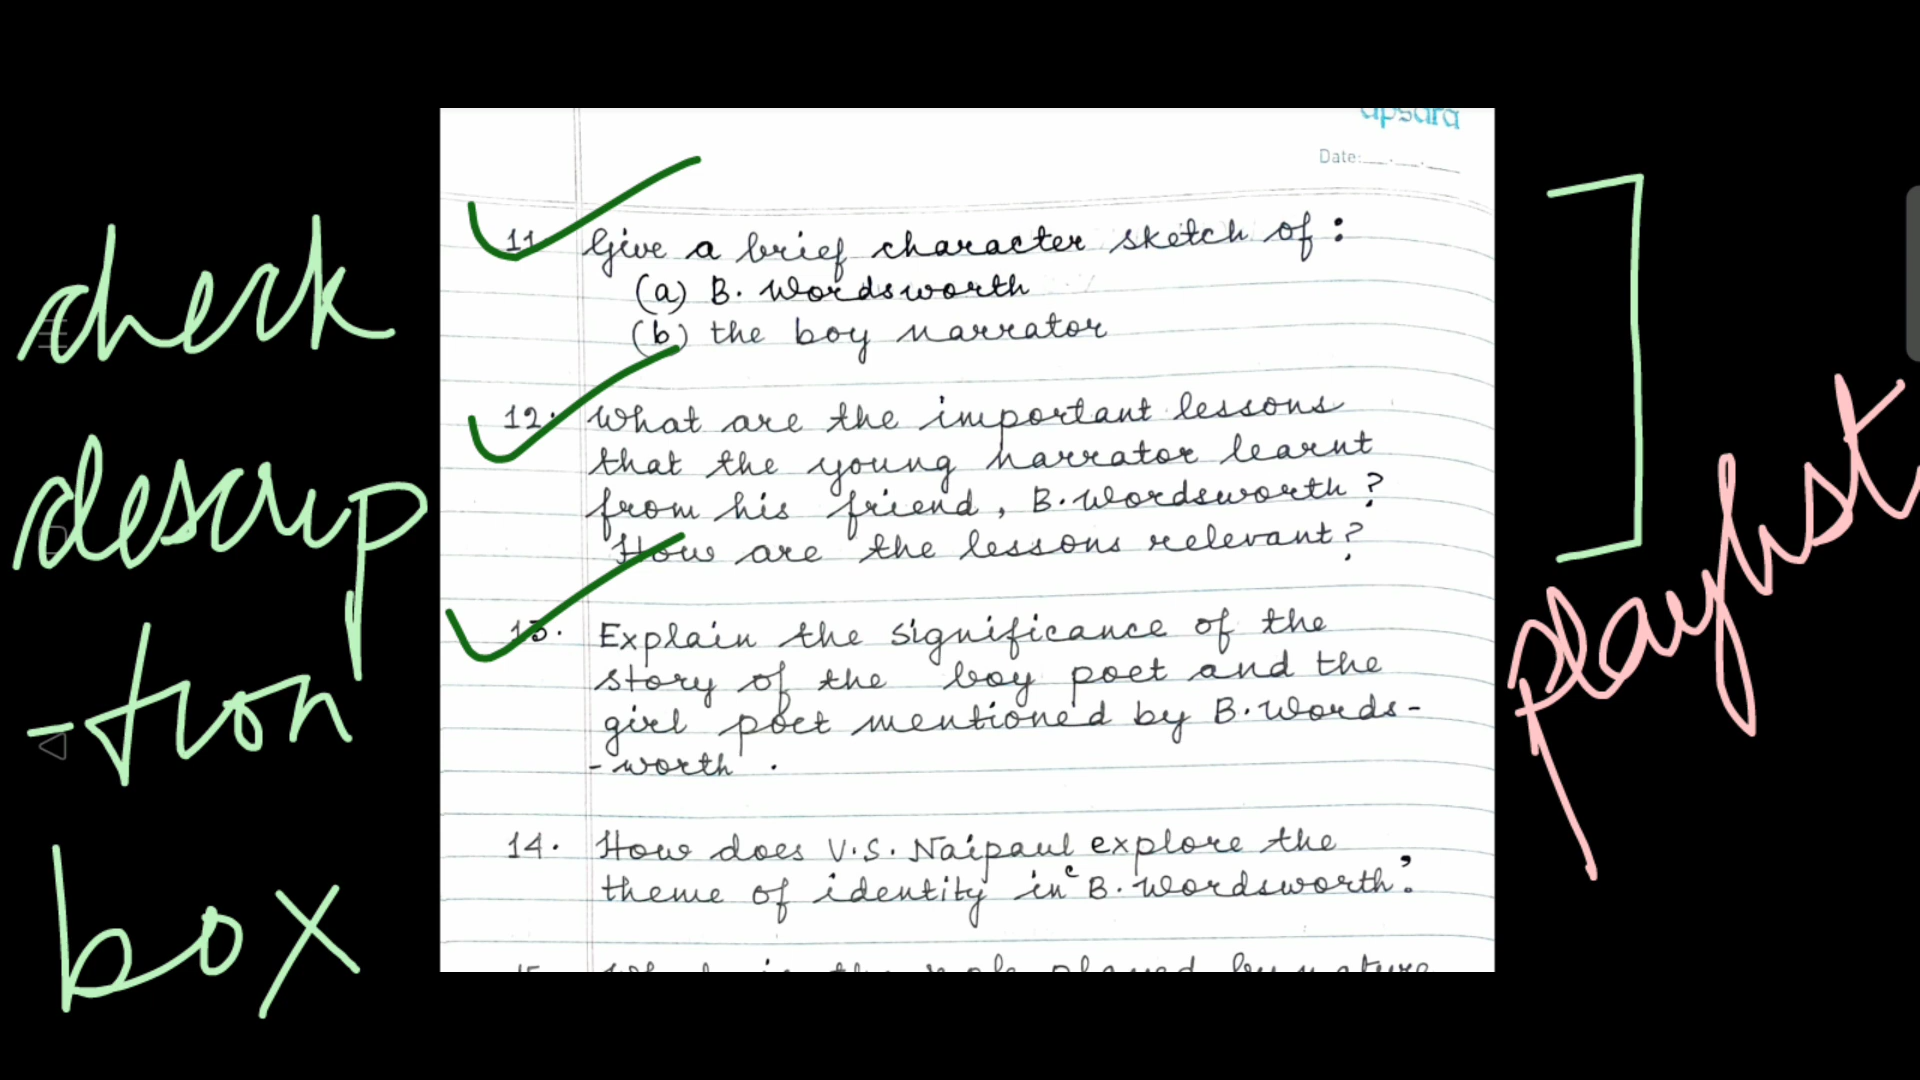 apsara
Date:
11. Give a brief character sketch of :
(a) B. Wordsworth
(b) the boy narrator
12. What are the important lessons
that the young narrator learnt
from his friend, B. Wordsworth ?
How are the lessons relevant ?
13. Explain the significance of the
story of the boy poet and the
girl poet mentioned by B. Words-
-worth .
14. How does V.S. Naipaul explore the
theme of identity in B. Wordsworth
check
descrip
-tion
box
playlist